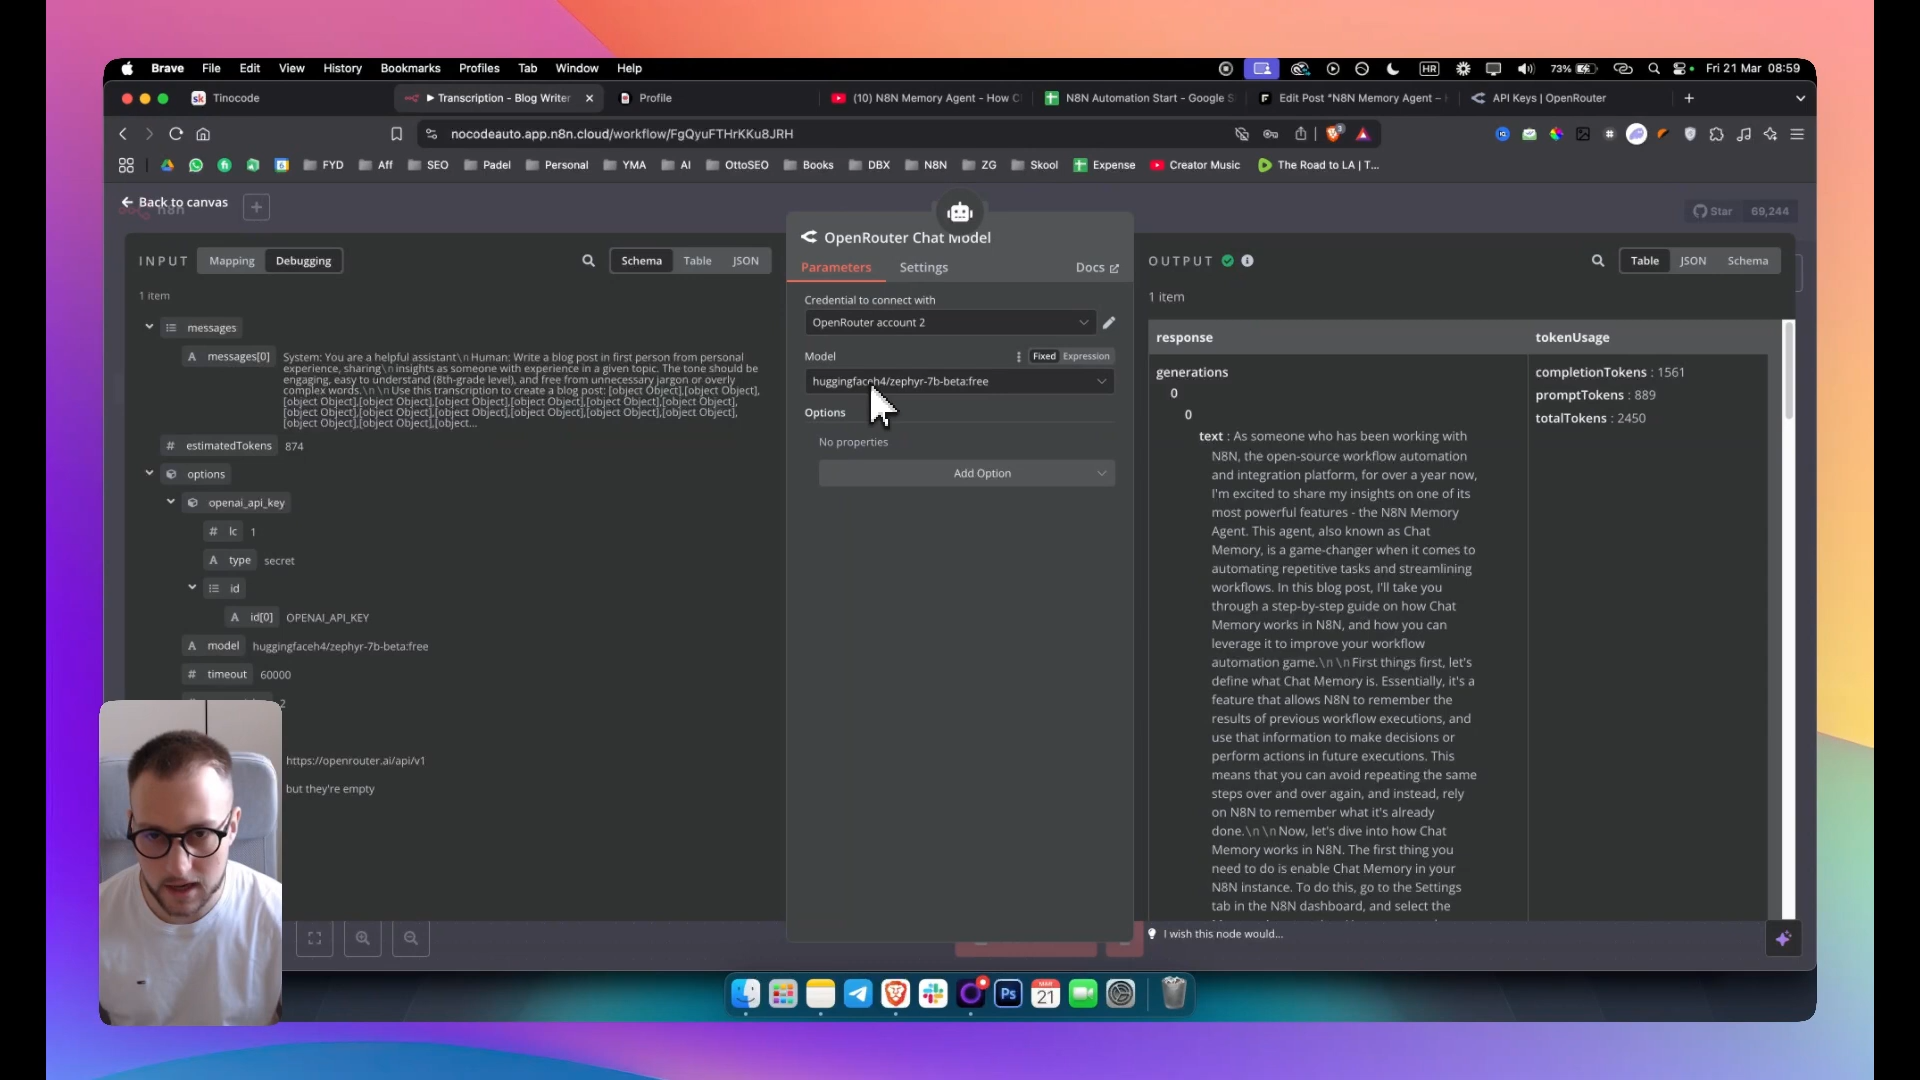 Brave File Edit View History Bookmarks Profiles Tab Window Help
HR 73% Fri 21 Mar 08:59
sk Tinocode
Transcription - Blog Writer
Profile
(10) N8N Memory Agent - How C
N8N Automation Start - Google S
Edit Post "N8N Memory Agent –
API Keys | OpenRouter
nocodeauto.app.n8n.cloud/workflow/FgQyuFTHrKKu8JRH
FYD Aff SEO Padel Personal YMA AI OttoSEO Books DBX N8N ZG Skool Expense Creator Music The Road to LA | T...
Back to canvas
n8n
Star 69,244
INPUT Mapping Debugging Schema Table JSON
1 item
messages
A messages[0]
System: You are a helpful assistant\nHuman: Write a blog post in first person from personal
experience, sharing\ninsights as someone with experience in a given topic. The tone should be
engaging, easy to understand (8th-grade level), and free from unnecessary jargon or overly
complex words.\n\nUse this transcription to create a blog post: [object Object],[object Object],
[object Object],[object Object],[object Object],[object Object],[object Object],[object Object],
[object Object],[object Object],[object Object],[object Object],[object Object],[object Object],
[object Object],[object...
# estimatedTokens 874
options
openai_api_key
# lc 1
A type secret
id
A id[0] OPENAI_API_KEY
A model huggingfaceh4/zephyr-7b-beta:free
# timeout 60000
2
https://openrouter.ai/api/v1
but they're empty
OpenRouter Chat Model
Parameters Settings Docs
Credential to connect with
OpenRouter account 2
Model Fixed Expression
huggingfaceh4/zephyr-7b-beta:free
Options
No properties
Add Option
OUTPUT Table JSON Schema
1 item
response
tokenUsage
generations
0
0
text : As someone who has been working with
N8N, the open-source workflow automation
and integration platform, for over a year now,
I'm excited to share my insights on one of its
most powerful features - the N8N Memory
Agent. This agent, also known as Chat
Memory, is a game-changer when it comes to
automating repetitive tasks and streamlining
workflows. In this blog post, I'll take you
through a step-by-step guide on how Chat
Memory works in N8N, and how you can
leverage it to improve your workflow
automation game.\n\nFirst things first, let's
define what Chat Memory is. Essentially, it's a
feature that allows N8N to remember the
results of previous workflow executions, and
use that information to make decisions or
perform actions in future executions. This
means that you can avoid repeating the same
steps over and over again, and instead, rely
on N8N to remember what it's already
done.\n\nNow, let's dive into how Chat
Memory works in N8N. The first thing you
need to do is enable Chat Memory in your
N8N instance. To do this, go to the Settings
tab in the N8N dashboard, and select the
completionTokens : 1561
promptTokens : 889
totalTokens : 2450
I wish this node would...
Ps
MAR
21